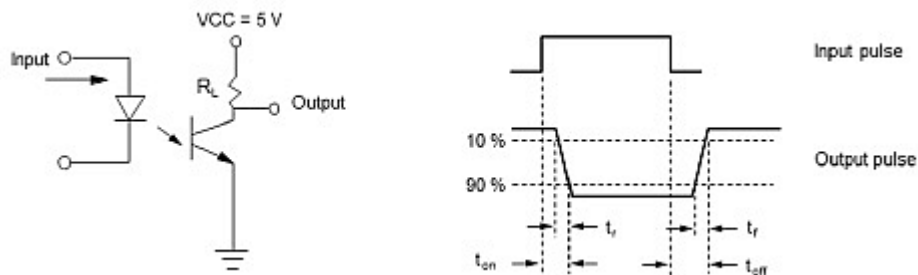 VCC = 5 V
Input
RL
Output
Input pulse
10 %
Output pulse
90 %
tr
tf
ton
toff